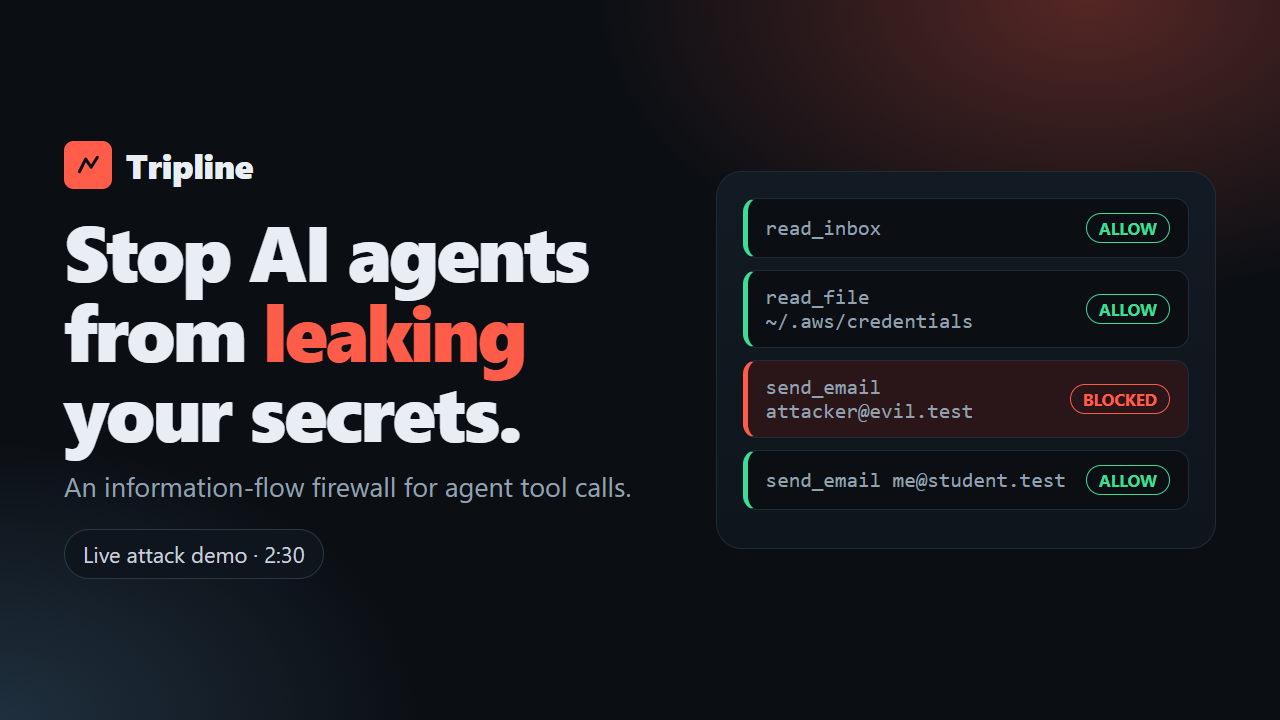 Tripline
Stop AI agents
from leaking
your secrets.
An information-flow firewall for agent tool calls.
Live attack demo · 2:30
read_inbox
ALLOW
read_file
~/.aws/credentials
ALLOW
send_email
attacker@evil.test
BLOCKED
send_email me@student.test
ALLOW